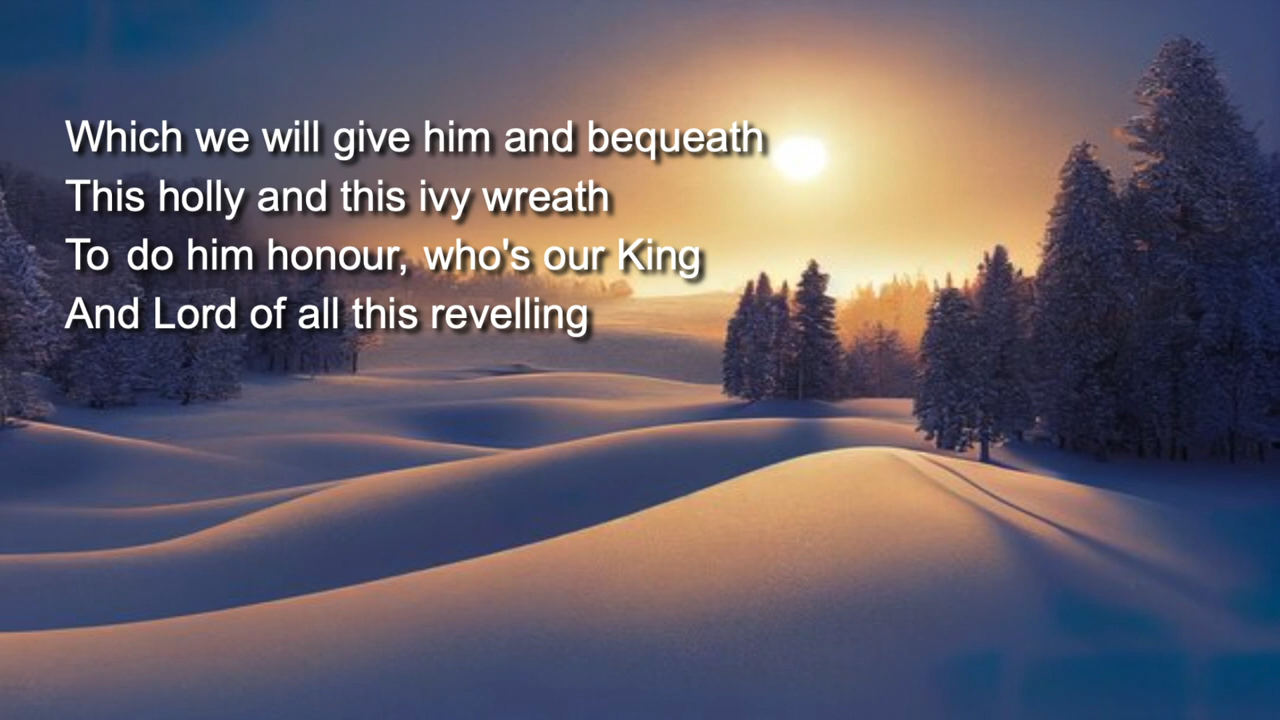 Which we will give him and bequeath
This holly and this ivy wreath
To do him honour, who's our King
And Lord of all this revelling